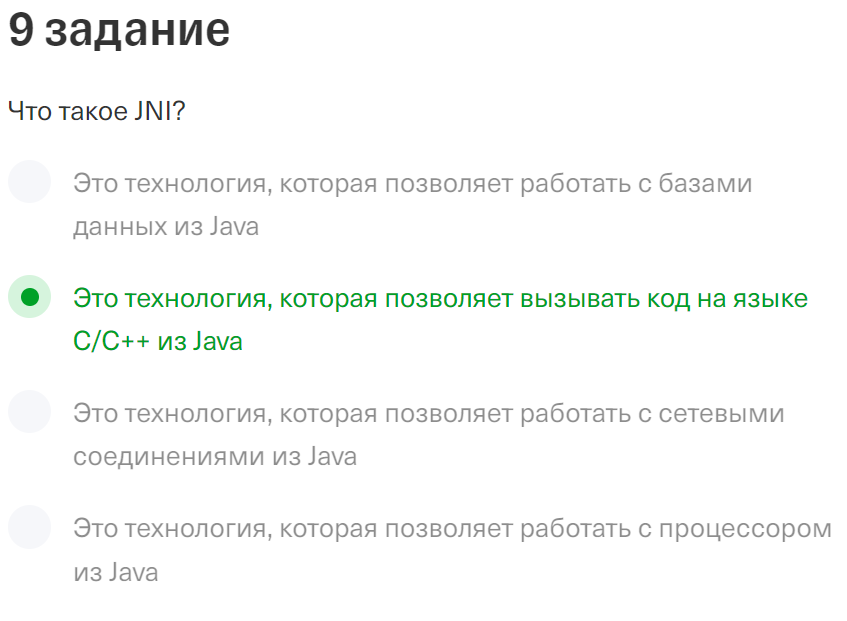 9 задание
Что такое JNI?
Это технология, которая позволяет работать с базами
данных из Java
Это технология, которая позволяет вызывать код на языке
C/C++ из Java
Это технология, которая позволяет работать с сетевыми
соединениями из Java
Это технология, которая позволяет работать с процессором
из Java